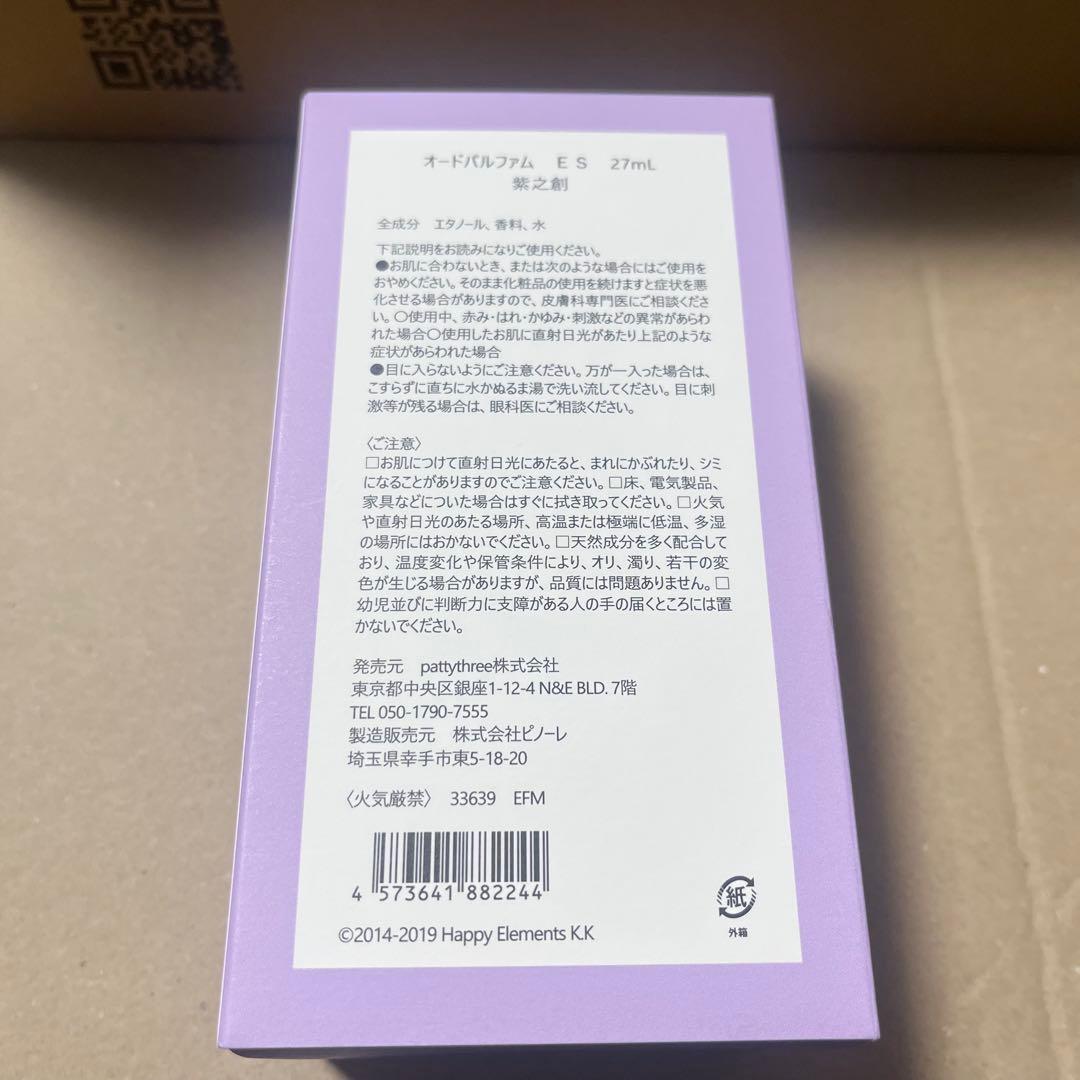 オードパルファム ES 27mL
紫之創
全成分 エタノール、香料、水
下記説明をお読みになりご使用ください。
●お肌に合わないとき、または次のような場合にはご使用を
おやめください。そのまま化粧品の使用を続けますと症状を悪
化させる場合がありますので、皮膚科専門医にご相談くださ
い。〇使用中、赤み・はれ・かゆみ・刺激などの異常があらわ
れた場合〇使用したお肌に直射日光があたり上記のような
症状があらわれた場合
●目に入らないようにご注意ください。万が一入った場合は、
こすらずに直ちに水かぬるま湯で洗い流してください。目に刺
激等が残る場合は、眼科医にご相談ください。
〈ご注意〉
□お肌につけて直射日光にあたると、まれにかぶれたり、シミ
になることがありますのでご注意ください。□床、電気製品、
家具などについた場合はすぐに拭き取ってください。□火気
や直射日光のあたる場所、高温または極端に低温、多湿
の場所にはおかないでください。□天然成分を多く配合して
おり、温度変化や保管条件により、オリ、濁り、若干の変
色が生じる場合がありますが、品質には問題ありません。□
幼児並びに判断力に支障がある人の手の届くところには置
かないでください。
発売元 pattythree株式会社
東京都中央区銀座1-12-4 N&E BLD. 7階
TEL 050-1790-7555
製造販売元 株式会社ピノーレ
埼玉県幸手市東5-18-20
〈火気厳禁〉 33639 EFM
4 573641 882244
紙
外箱
©2014-2019 Happy Elements K.K